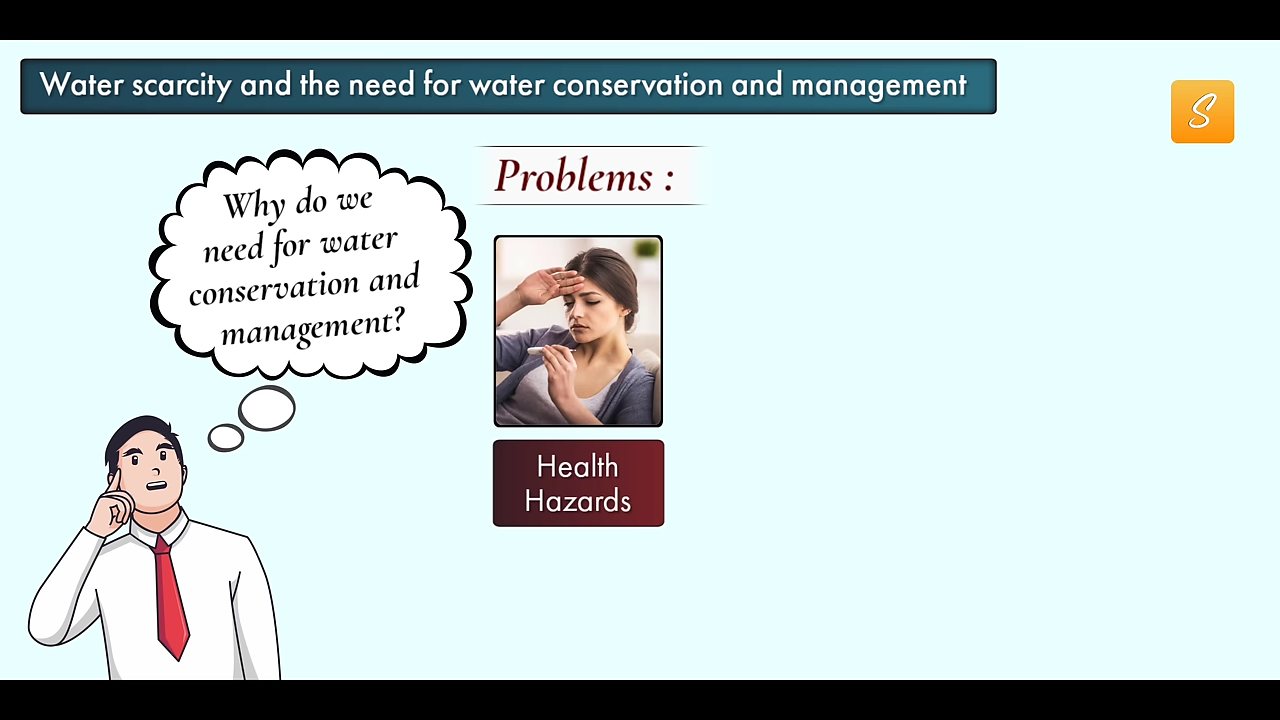 Water scarcity and the need for water conservation and management
S
Why do we
need for water
conservation and
management?
Problems :
Health
Hazards